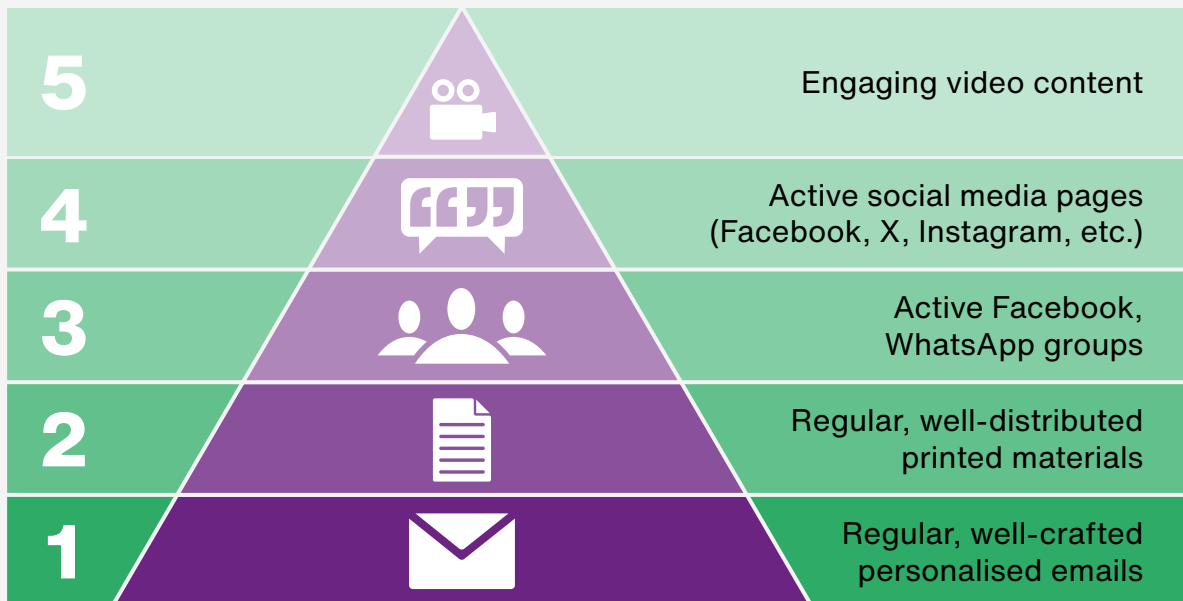 5
Engaging video content
4
Active social media pages
(Facebook, X, Instagram, etc.)
3
Active Facebook,
WhatsApp groups
2
Regular, well-distributed
printed materials
1
Regular, well-crafted
personalised emails